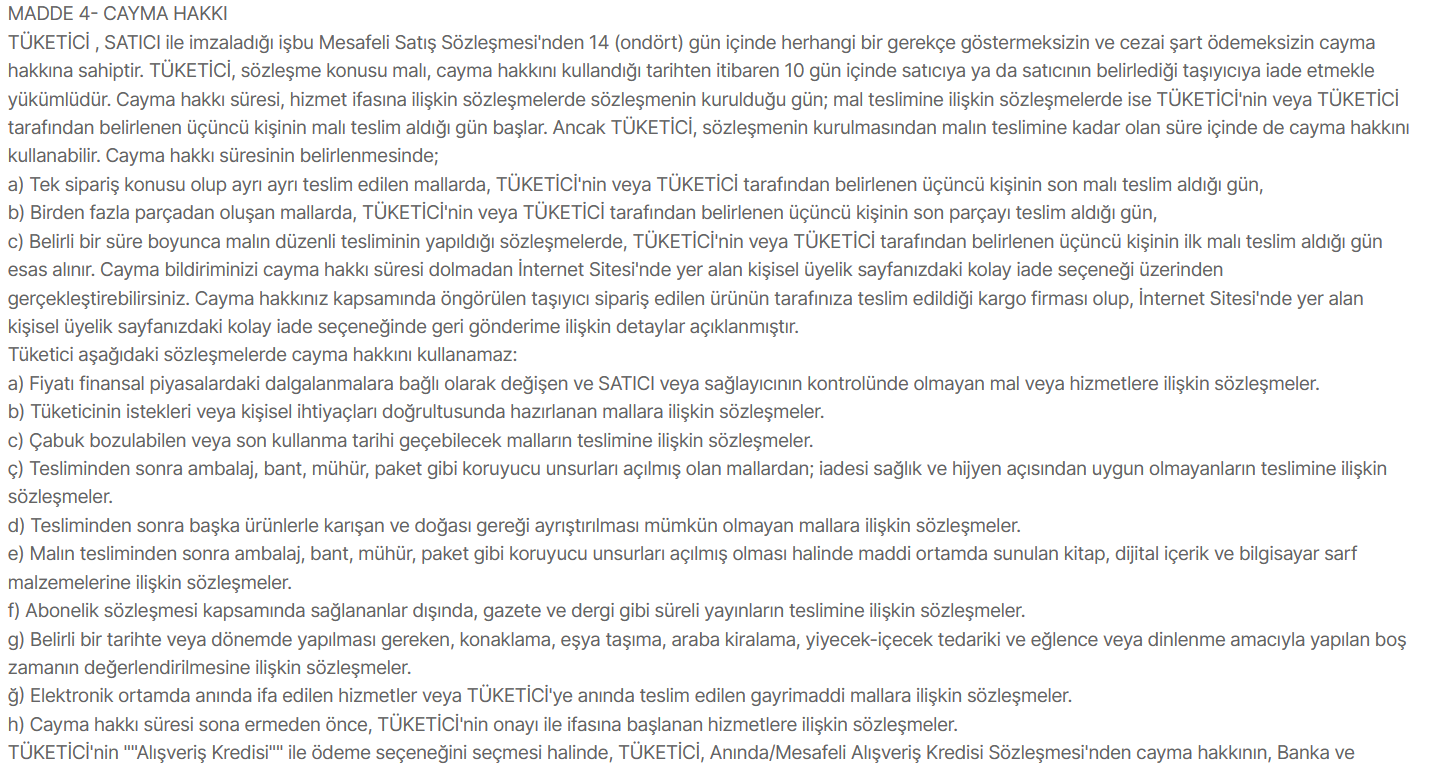 MADDE 4- CAYMA HAKKI
TÜKETİCİ , SATICI ile imzaladığı işbu Mesafeli Satış Sözleşmesi'nden 14 (ondört) gün içinde herhangi bir gerekçe göstermeksizin ve cezai şart ödemeksizin cayma
hakkına sahiptir. TÜKETİCİ, sözleşme konusu malı, cayma hakkını kullandığı tarihten itibaren 10 gün içinde satıcıya ya da satıcının belirlediği taşıyıcıya iade etmekle
yükümlüdür. Cayma hakkı süresi, hizmet ifasına ilişkin sözleşmelerde sözleşmenin kurulduğu gün; mal teslimine ilişkin sözleşmelerde ise TÜKETİCİ'nin veya TÜKETİCİ
tarafından belirlenen üçüncü kişinin malı teslim aldığı gün başlar. Ancak TÜKETİCİ, sözleşmenin kurulmasından malın teslimine kadar olan süre içinde de cayma hakkını
kullanabilir. Cayma hakkı süresinin belirlenmesinde;
a) Tek sipariş konusu olup ayrı ayrı teslim edilen mallarda, TÜKETİCİ'nin veya TÜKETİCİ tarafından belirlenen üçüncü kişinin son malı teslim aldığı gün,
b) Birden fazla parçadan oluşan mallarda, TÜKETİCİ'nin veya TÜKETİCİ tarafından belirlenen üçüncü kişinin son parçayı teslim aldığı gün,
c) Belirli bir süre boyunca malın düzenli tesliminin yapıldığı sözleşmelerde, TÜKETİCİ'nin veya TÜKETİCİ tarafından belirlenen üçüncü kişinin ilk malı teslim aldığı gün
esas alınır. Cayma bildiriminizi cayma hakkı süresi dolmadan İnternet Sitesi'nde yer alan kişisel üyelik sayfanızdaki kolay iade seçeneği üzerinden
gerçekleştirebilirsiniz. Cayma hakkınız kapsamında öngörülen taşıyıcı sipariş edilen ürünün tarafınıza teslim edildiği kargo firması olup, İnternet Sitesi'nde yer alan
kişisel üyelik sayfanızdaki kolay iade seçeneğinde geri gönderime ilişkin detaylar açıklanmıştır.
Tüketici aşağıdaki sözleşmelerde cayma hakkını kullanamaz:
a) Fiyatı finansal piyasalardaki dalgalanmalara bağlı olarak değişen ve SATICI veya sağlayıcının kontrolünde olmayan mal veya hizmetlere ilişkin sözleşmeler.
b) Tüketicinin istekleri veya kişisel ihtiyaçları doğrultusunda hazırlanan mallara ilişkin sözleşmeler.
c) Çabuk bozulabilen veya son kullanma tarihi geçebilecek malların teslimine ilişkin sözleşmeler.
ç) Tesliminden sonra ambalaj, bant, mühür, paket gibi koruyucu unsurları açılmış olan mallardan; iadesi sağlık ve hijyen açısından uygun olmayanların teslimine ilişkin
sözleşmeler.
d) Tesliminden sonra başka ürünlerle karışan ve doğası gereği ayrıştırılması mümkün olmayan mallara ilişkin sözleşmeler.
e) Malın tesliminden sonra ambalaj, bant, mühür, paket gibi koruyucu unsurları açılmış olması halinde maddi ortamda sunulan kitap, dijital içerik ve bilgisayar sarf
malzemelerine ilişkin sözleşmeler.
f) Abonelik sözleşmesi kapsamında sağlananlar dışında, gazete ve dergi gibi süreli yayınların teslimine ilişkin sözleşmeler.
g) Belirli bir tarihte veya dönemde yapılması gereken, konaklama, eşya taşıma, araba kiralama, yiyecek-içecek tedariki ve eğlence veya dinlenme amacıyla yapılan boş
zamanın değerlendirilmesine ilişkin sözleşmeler.
ğ) Elektronik ortamda anında ifa edilen hizmetler veya TÜKETİCİ'ye anında teslim edilen gayrimaddi mallara ilişkin sözleşmeler.
h) Cayma hakkı süresi sona ermeden önce, TÜKETİCİ'nin onayı ile ifasına başlanan hizmetlere ilişkin sözleşmeler.
TÜKETİCİ'nin ""Alışveriş Kredisi"" ile ödeme seçeneğini seçmesi halinde, TÜKETİCİ, Anında/Mesafeli Alışveriş Kredisi Sözleşmesi'nden cayma hakkının, Banka ve